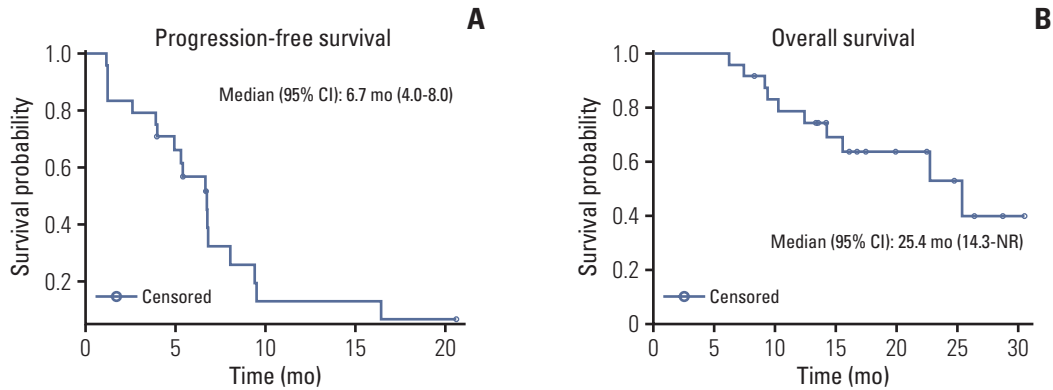 A
Progression-free survival
Median (95% CI): 6.7 mo (4.0-8.0)
Survival probability
1.0
0.8
0.6
0.4
0.2
Censored
0
5
10
15
20
Time (mo)
B
Overall survival
Survival probability
1.0
0.8
0.6
0.4
0.2
0
Median (95% CI): 25.4 mo (14.3-NR)
Censored
0
5
10
15
20
25
30
Time (mo)